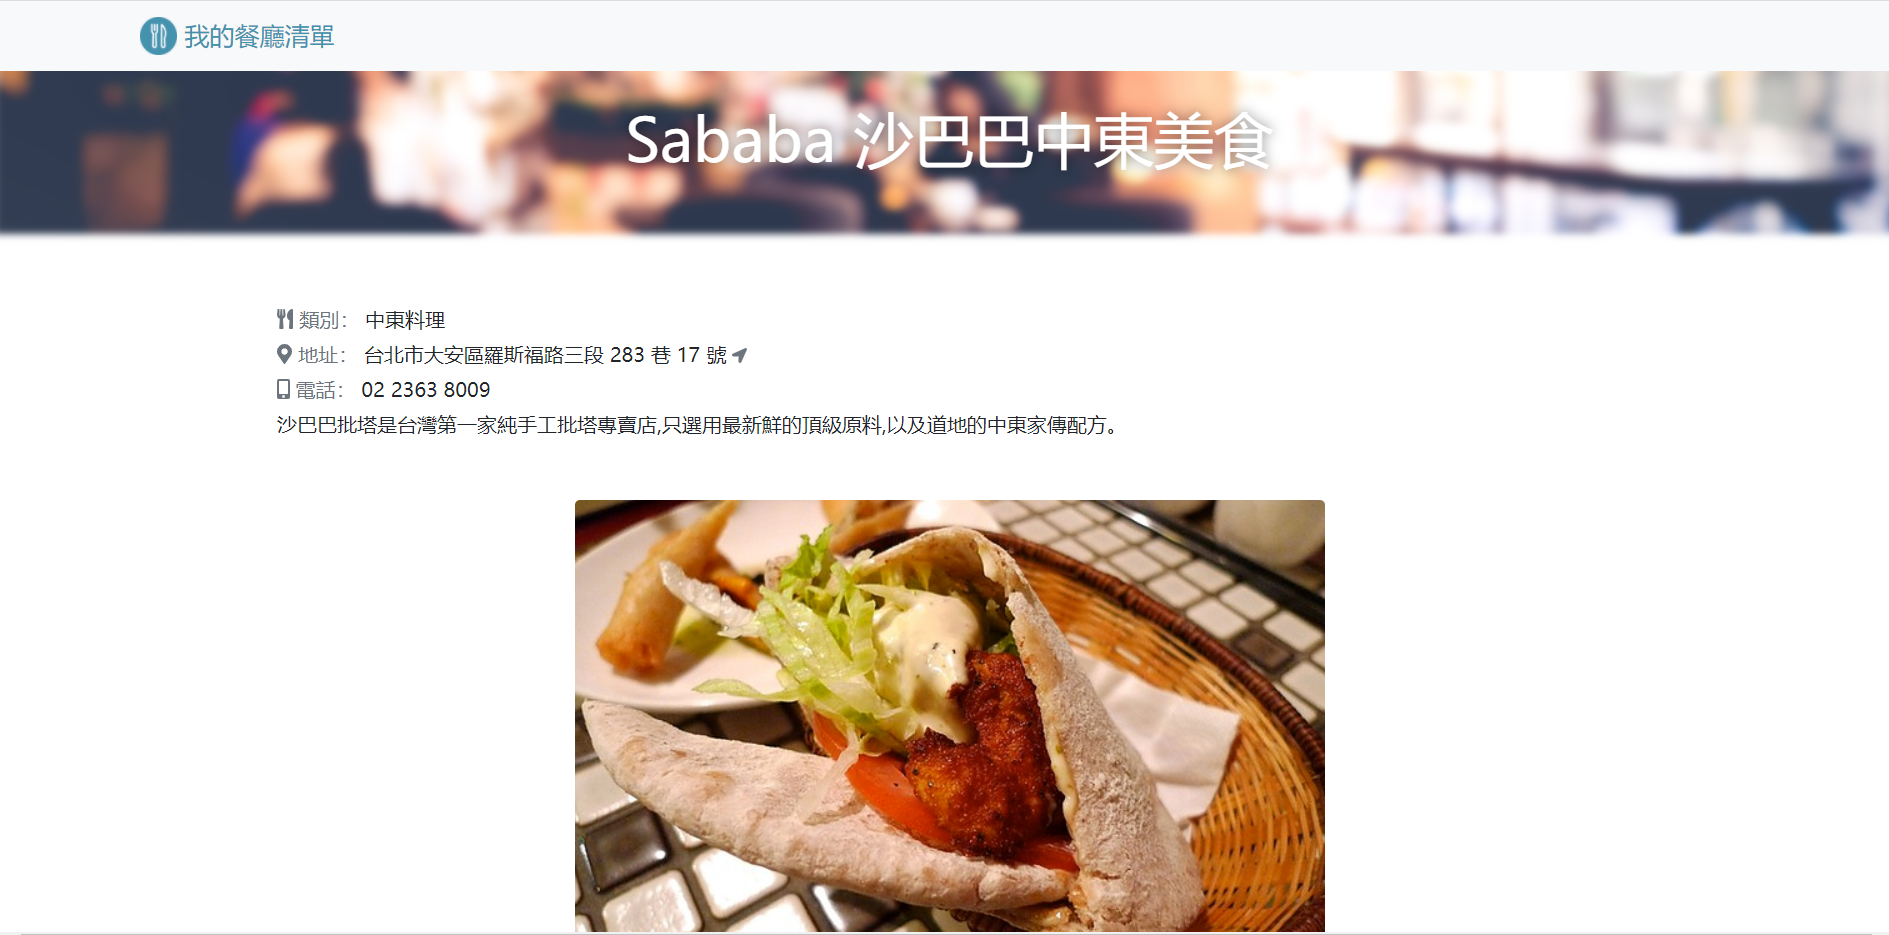 我的餐廳清單
Sababa 沙巴巴中東美食
類別： 中東料理
地址： 台北市大安區羅斯福路三段 283 巷 17 號
電話： 02 2363 8009
沙巴巴批塔是台灣第一家純手工批塔專賣店,只選用最新鮮的頂級原料,以及道地的中東家傳配方。